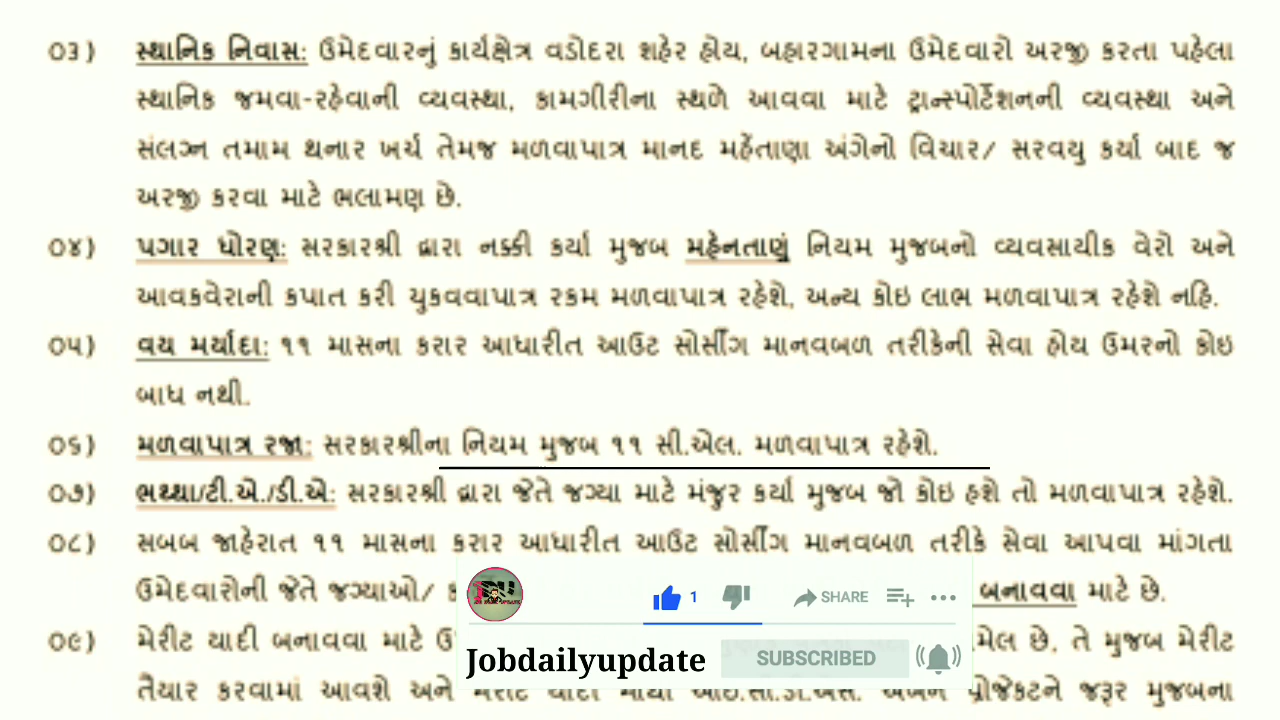 ૦૩) સ્થાનિક નિવાસ: ઉમેદવારનું કાર્યક્ષેત્ર વડોદરા શહેર હોય, બહારગામના ઉમેદવારો અરજી કરતા પહેલા
સ્થાનિક જમવા-રહેવાની વ્યવસ્થા, કામગીરીના સ્થળે આવવા માટે ટ્રાન્સ્પોર્ટેશનની વ્યવસ્થા અને
સંલગ્ન તમામ થનાર ખર્ચ તેમજ મળવાપાત્ર માનદ મહેંતાણા અંગેનો વિચાર/ સરવયુ કર્યા બાદ જ
અરજી કરવા માટે ભલામણ છે.
૦૪) પગાર ધોરણ: સરકારશ્રી દ્વારા નક્કી કર્યા મુજબ મહેનતાણું નિયમ મુજબનો વ્યવસાયીક વેરો અને
આવકવેરાની કપાત કરી ચુકવવાપાત્ર રકમ મળવાપાત્ર રહેશે, અન્ય કોઇ લાભ મળવાપાત્ર રહેશે નહિ.
૦૫) વય મર્યાદા: ૧૧ માસના કરાર આધારીત આઉટ સોર્સીંગ માનવબળ તરીકેની સેવા હોય ઉમરનો કોઇ
બાધ નથી.
૦૬) મળવાપાત્ર રજા: સરકારશ્રીના નિયમ મુજબ ૧૧ સી.એલ. મળવાપાત્ર રહેશે.
૦૭) ભથ્થા/ટી.એ./ડી.એ: સરકારશ્રી દ્વારા જેતે જગ્યા માટે મંજુર કર્યા મુજબ જો કોઇ હશે તો મળવાપાત્ર રહેશે.
૦૮) સબબ જાહેરાત ૧૧ માસના કરાર આધારીત આઉટ સોર્સીંગ માનવબળ તરીકે સેવા આપવા માંગતા
ઉમેદવારોની જેતે જગ્યાઓ/ બનાવવા માટે છે.
1 SHARE
૦૯) મેરીટ યાદી બનાવવા માટે મેલ છે, તે મુજબ મેરીટ
Jobdailyupdate SUBSCRIBED
તૈયાર કરવામાં આવશે અને પ્રોજેક્ટને જરૂર મુજબના